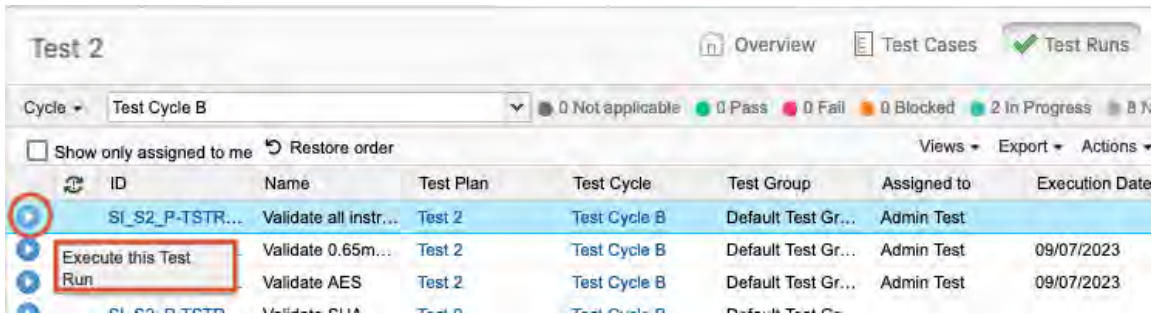 Test 2 Overview Test Cases Test Runs
Cycle Test Cycle B 0 Not applicable 0 Pass 0 Fail 0 Blocked 2 In Progress 8 N
Show only assigned to me Restore order Views Export Actions
ID Name Test Plan Test Cycle Test Group Assigned to Execution Date
SI_S2_P-TSTR... Validate all instr... Test 2 Test Cycle B Default Test Gr... Admin Test
Execute this Test
Run
Validate 0.65m... Test 2 Test Cycle B Default Test Gr... Admin Test 09/07/2023
Validate AES Test 2 Test Cycle B Default Test Gr... Admin Test 09/07/2023